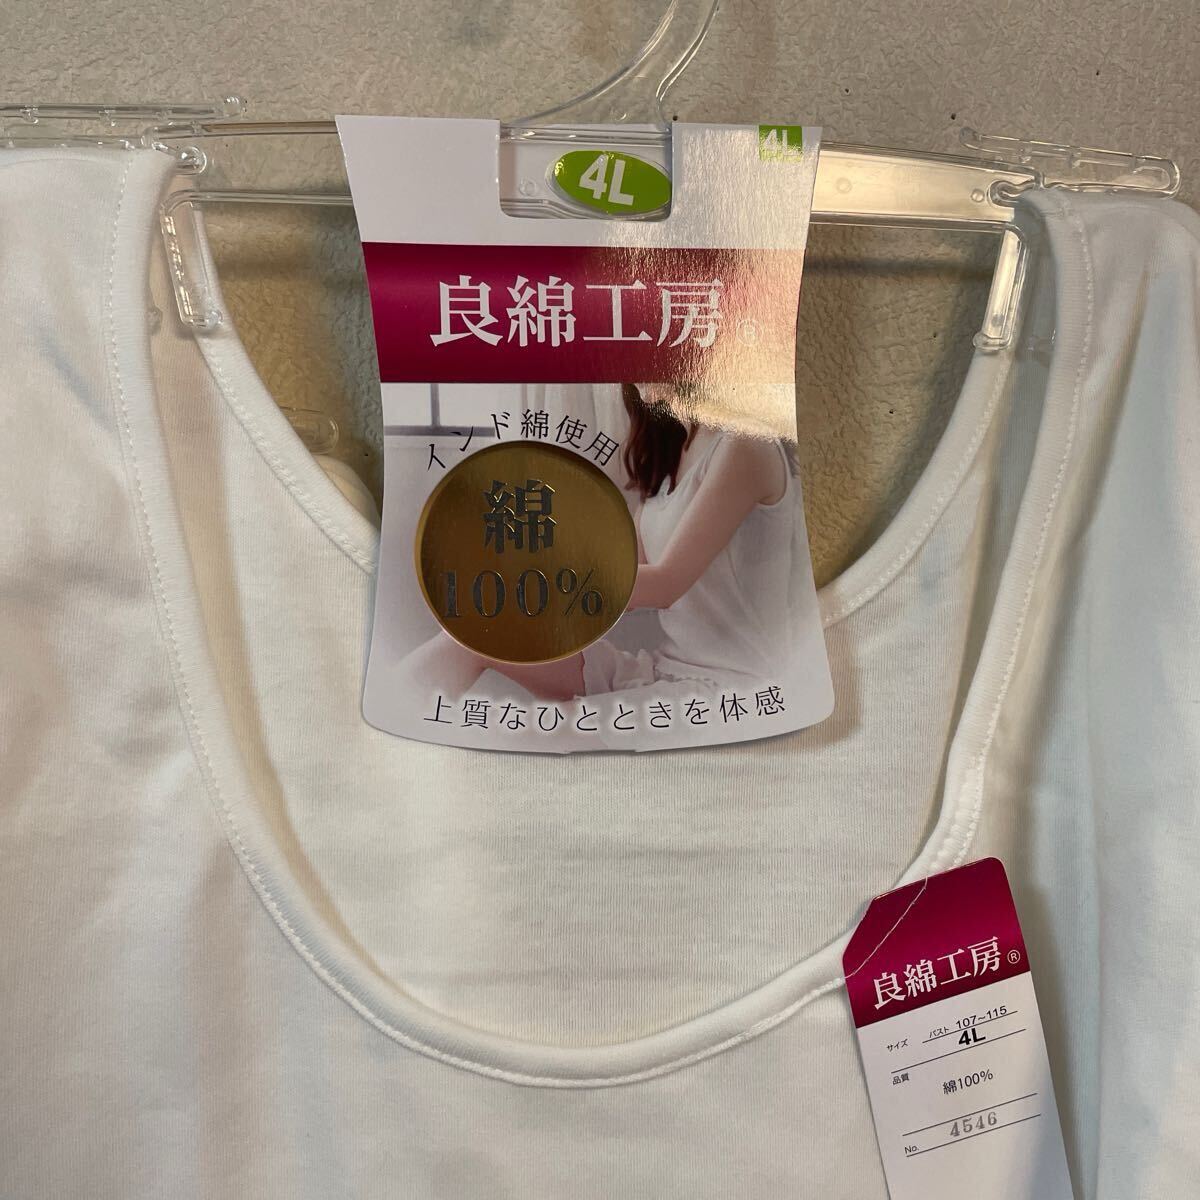 4L
4L
良綿工房®
インド綿使用
綿
100%
上質なひとときを体感
良綿工房®
サイズ バスト 107~115
4L
品質 綿100%
No. 4546